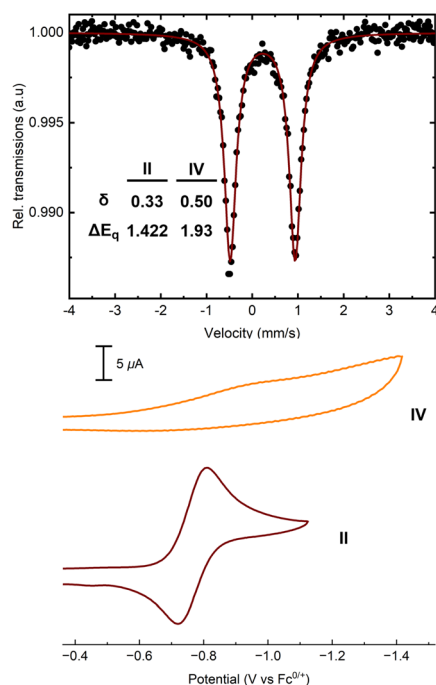 Rel. transmissions (a.u)
1.000
0.995
0.990
II IV
δ 0.33 0.50
ΔEq 1.422 1.93
-4 -3 -2 -1 0 1 2 3 4
Velocity (mm/s)
5 µA
IV
II
−0.4 −0.6 −0.8 −1.0 −1.2 −1.4
Potential (V vs Fc0/+)